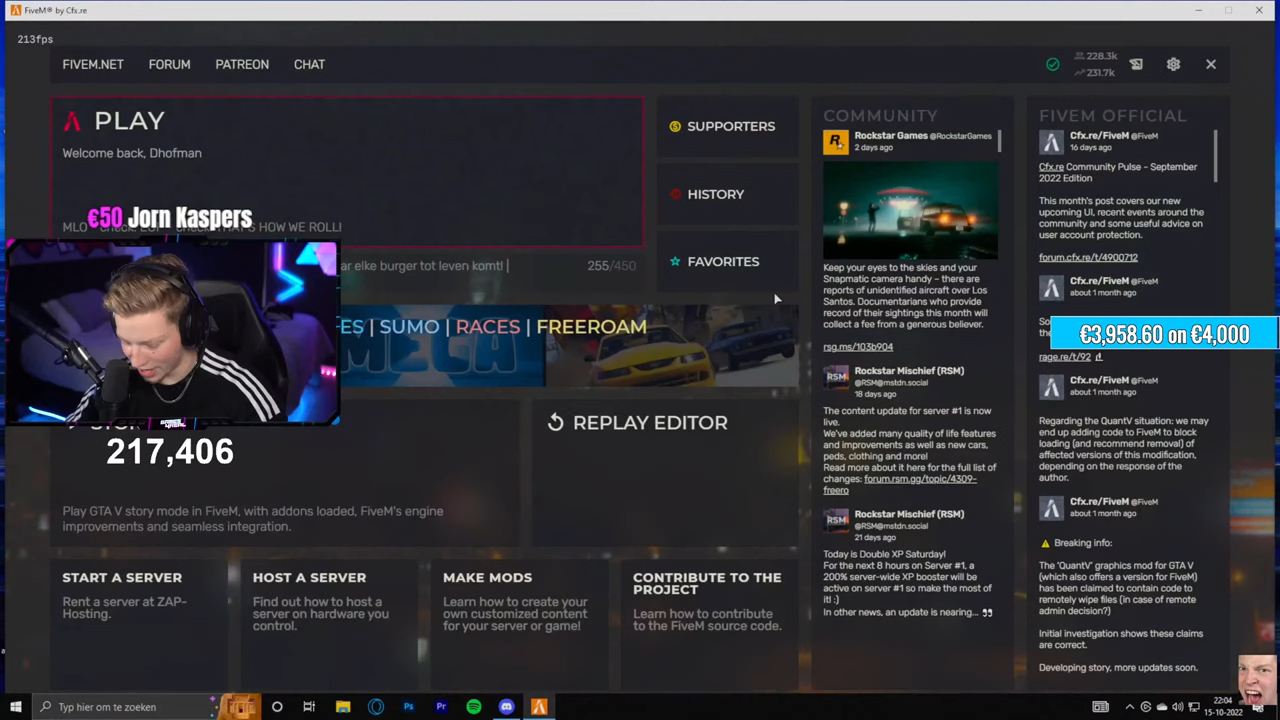 FiveM® by Cfx.re
213fps
FIVEM.NET FORUM PATREON CHAT
228.3k
231.7k
PLAY
Welcome back, Dhofman
€50 Jorn Kaspers
THAT'S HOW WE ROLL!
ar elke burger tot leven komt! |
255/450
SUPPORTERS
HISTORY
FAVORITES
ES | SUMO | RACES | FREEROAM
REPLAY EDITOR
217,406
Play GTA V story mode in FiveM, with addons loaded, FiveM's engine
improvements and seamless integration.
START A SERVER
Rent a server at ZAP-
Hosting.
HOST A SERVER
Find out how to host a
server on hardware you
control.
MAKE MODS
Learn how to create your
own customized content
for your server or game!
CONTRIBUTE TO THE
PROJECT
Learn how to contribute
to the FiveM source code.
COMMUNITY
Rockstar Games @RockstarGames
2 days ago
Keep your eyes to the skies and your
Snapmatic camera handy – there are
reports of unidentified aircraft over Los
Santos. Documentarians who provide
record of their sightings this month will
collect a fee from a generous believer.
rsg.ms/103b904
Rockstar Mischief (RSM)
@RSM@mstdn.social
18 days ago
The content update for server #1 is now
live.
We've added many quality of life features
and improvements as well as new cars,
peds, clothing and more!
Read more about it here for the full list of
changes: forum.rsm.gg/topic/4309-
freero
Rockstar Mischief (RSM)
@RSM@mstdn.social
21 days ago
Today is Double XP Saturday!
For the next 8 hours on Server #1, a
200% server-wide XP booster will be
active on server #1 so make the most of
it! :)
In other news, an update is nearing...
FIVEM OFFICIAL
Cfx.re/FiveM @FiveM
16 days ago
Cfx.re Community Pulse – September
2022 Edition
This month's post covers our new
upcoming UI, recent events around the
community and some useful advice on
user account protection.
forum.cfx.re/t/4900712
Cfx.re/FiveM @FiveM
about 1 month ago
So
the
€3,958.60 on €4,000
rage.re/t/92
Cfx.re/FiveM @FiveM
about 1 month ago
Regarding the QuantV situation: we may
end up adding code to FiveM to block
loading (and recommend removal) of
affected versions of this modification,
depending on the response of the
author.
Cfx.re/FiveM @FiveM
about 1 month ago
Breaking info:
The 'QuantV' graphics mod for GTA V
(which also offers a version for FiveM)
has been claimed to contain code to
remotely wipe files (in case of remote
admin decision?)
Initial investigation shows these claims
are correct.
Developing story, more updates soon.
Typ hier om te zoeken
22:04
15-10-2022